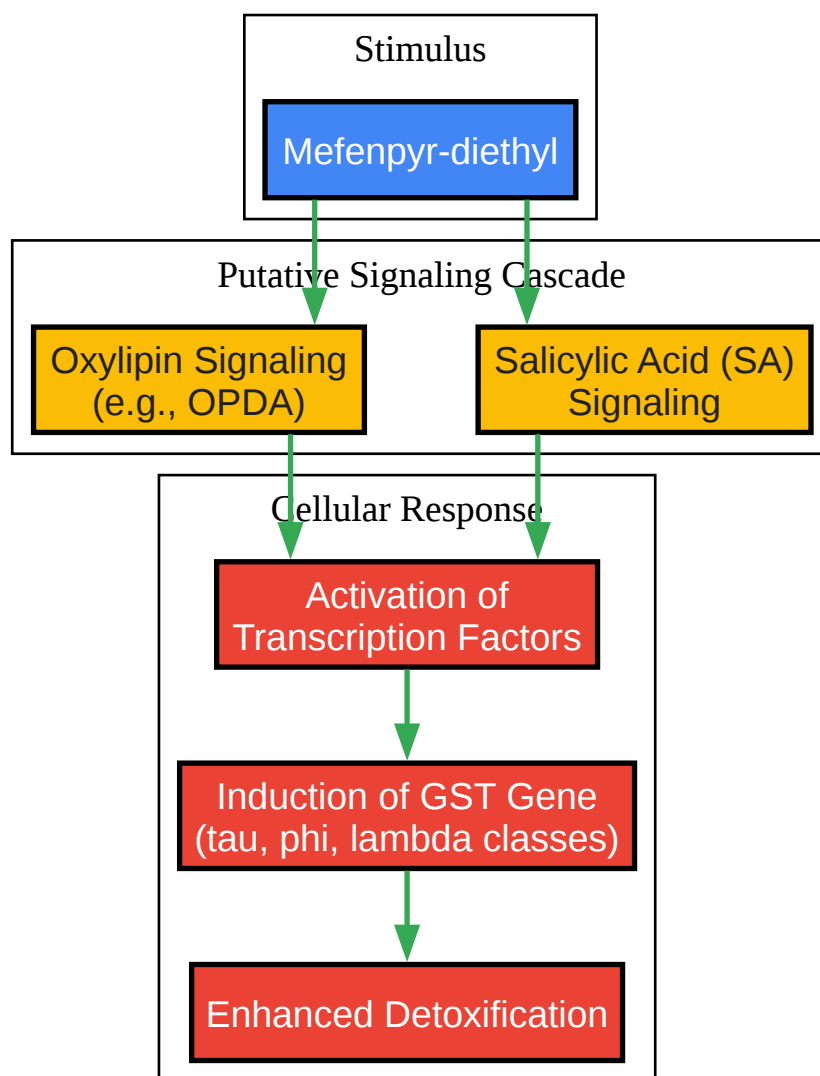 Stimulus
Mefenpyr-diethyl
Putative Signaling Cascade
Oxylipin Signaling
(e.g., OPDA)
Salicylic Acid (SA)
Signaling
Cellular Response
Activation of
Transcription Factors
Induction of GST Gene
(tau, phi, lambda classes)
Enhanced Detoxification